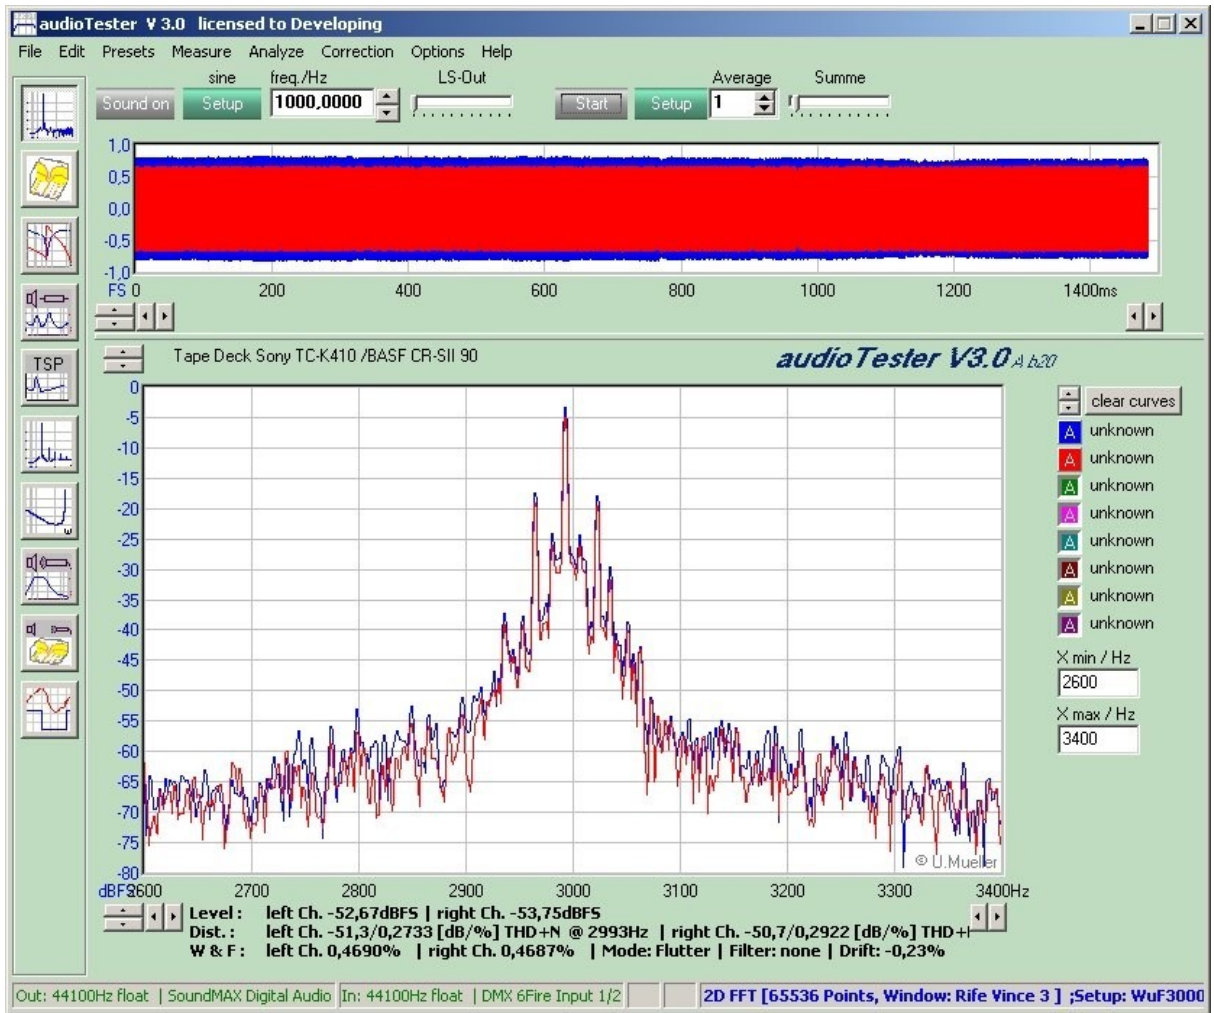 audioTester V 3.0 licensed to Developing
File Edit Presets Measure Analyze Correction Options Help
sine freq./Hz LS-Out Average Summe
Sound on Setup 1000,0000 Start Setup 1
1,0
0,5
0,0
-0,5
-1,0
FS 0 200 400 600 800 1000 1200 1400ms
TSP
Tape Deck Sony TC-K410 /BASF CR-SII 90
audioTester V3.0 A b20
0
-5
-10
-15
-20
-25
-30
-35
-40
-45
-50
-55
-60
-65
-70
-75
-80
clear curves
A unknown
A unknown
A unknown
A unknown
A unknown
A unknown
A unknown
A unknown
X min / Hz
2600
X max / Hz
3400
© U.Mueller
dBFS 2600 2700 2800 2900 3000 3100 3200 3300 3400Hz
Level : left Ch. -52,67dBFS | right Ch. -53,75dBFS
Dist. : left Ch. -51,3/0,2733 [dB/%] THD+N @ 2993Hz | right Ch. -50,7/0,2922 [dB/%] THD+
W & F : left Ch. 0,4690% | right Ch. 0,4687% | Mode: Flutter | Filter: none | Drift: -0,23%
Out: 44100Hz float | SoundMAX Digital Audio In: 44100Hz float | DMX 6Fire Input 1/2 2D FFT [65536 Points, Window: Rife Vince 3 ] ;Setup: WuF3000